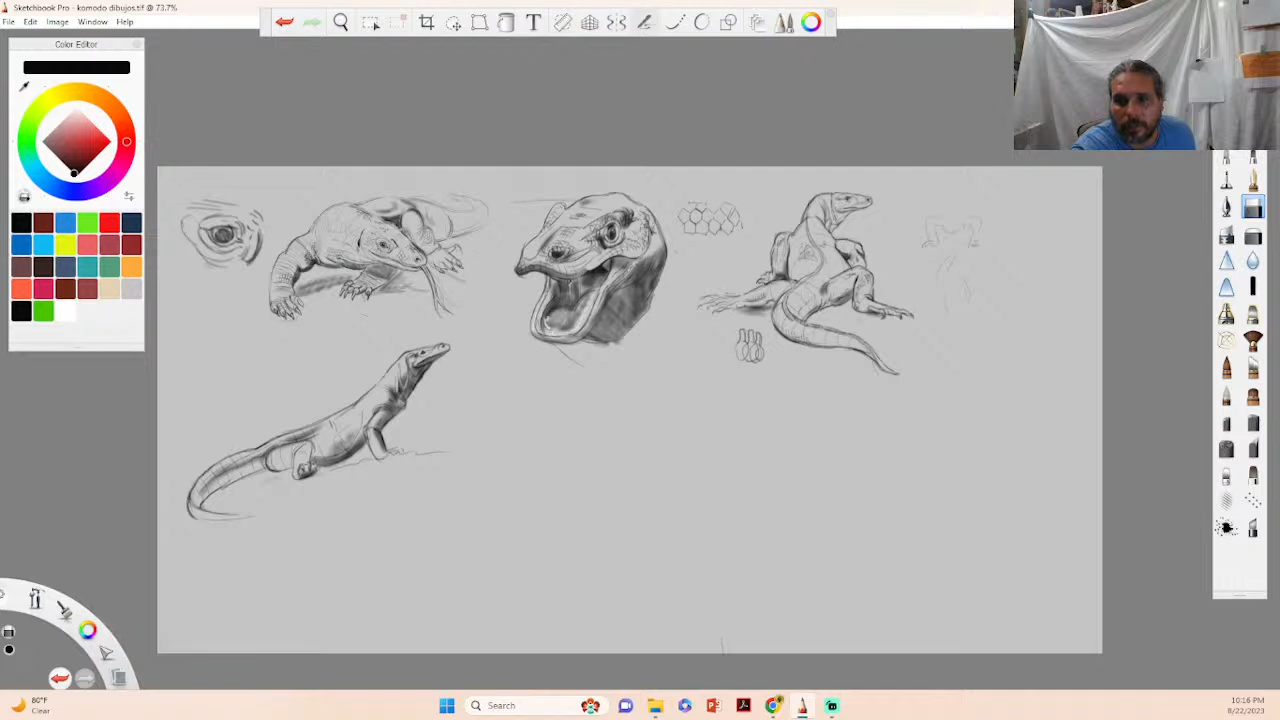 Sketchbook Pro - komodo dibujos.tif @ 73.7%
File Edit Image Window Help
T
Color Editor
80°F
Clear
Search
10:16 PM
8/22/2023